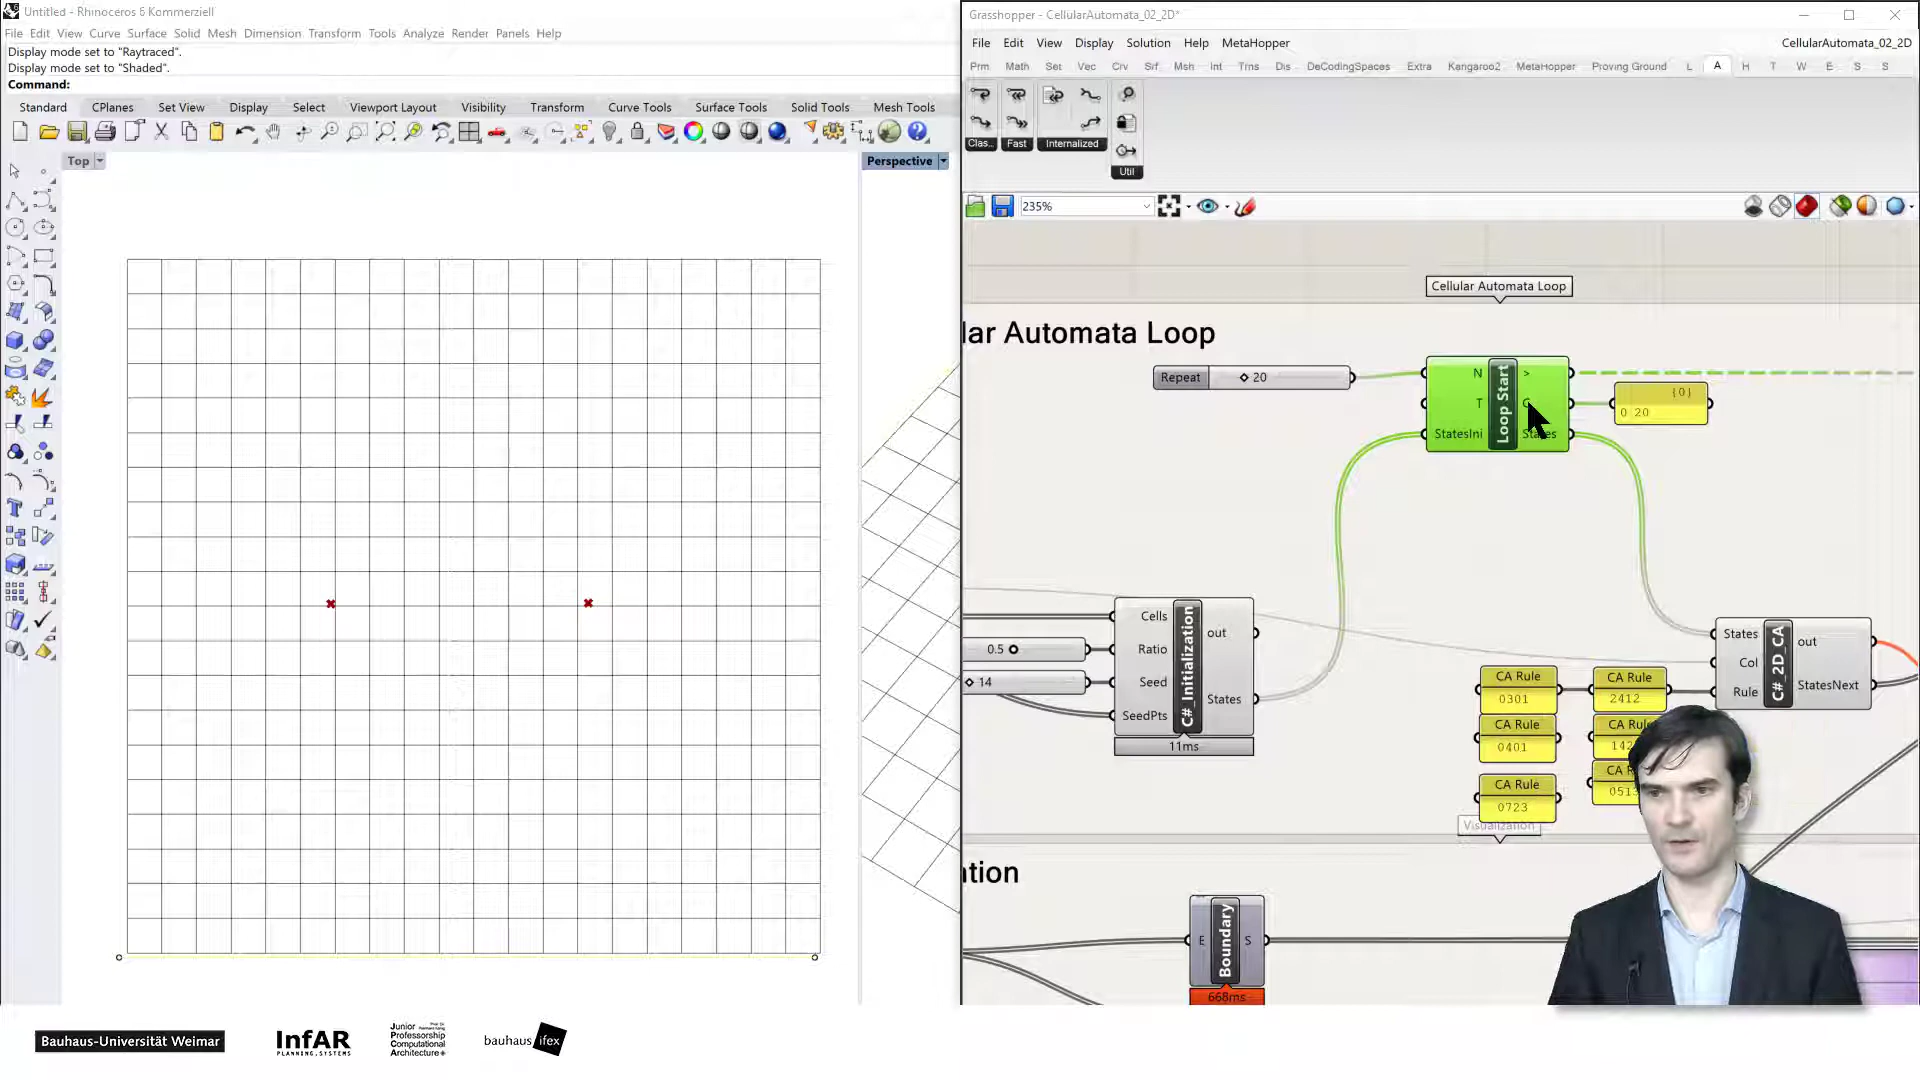 Untitled - Rhinoceros 6 Kommerziell
File Edit View Curve Surface Solid Mesh Dimension Transform Tools Analyze Render Panels Help
Display mode set to "Raytraced".
Display mode set to "Shaded".
Command:
Standard CPlanes Set View Display Select Viewport Layout Visibility Transform Curve Tools Surface Tools Solid Tools Mesh Tools
Top
Perspective
Grasshopper - CellularAutomata_02_2D*
File Edit View Display Solution Help MetaHopper
CellularAutomata_02_2D
Prm Math Set Vec Crv Srf Msh Int Trns Dis DeCodingSpaces Extra Kangaroo2 MetaHopper Proving Ground L A H T W E S S
Clas... Fast Internalized
Util
235%
Cellular Automata Loop
lar Automata Loop
Repeat 20
N
T
StatesIni
Loop Start
>
States
{0}
0 20
Cells
Ratio
Seed
SeedPts
C#_Initialization
out
States
11ms
0.5
14
States
Col
Rule
C#_2D_CA
out
StatesNext
CA Rule
0301
CA Rule
2412
CA Rule
0401
CA Rule
CA Rule
0723
Visualization
ation
E
Boundary
S
668ms
Bauhaus-Universität Weimar
InfAR
PLANNING.SYSTEMS
Junior
Professorship
Computational
Architecture+
bauhaus ifex